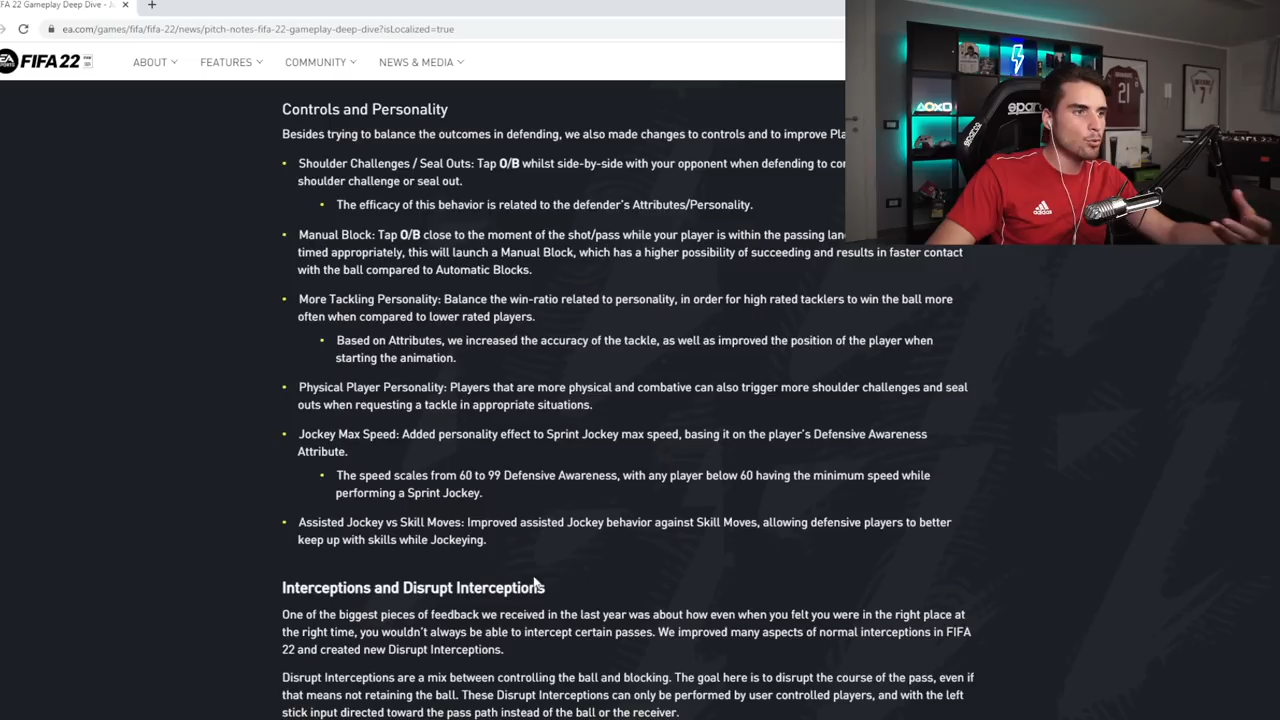 FA 22 Gameplay Deep Dive - 
ea.com/games/fifa/fifa-22/news/pitch-notes-fifa-22-gameplay-deep-dive?isLocalized=true
EA SPORTS FIFA 22
ABOUT FEATURES COMMUNITY NEWS & MEDIA
Controls and Personality
Besides trying to balance the outcomes in defending, we also made changes to controls and to improve
Shoulder Challenges / Seal Outs: Tap O/B whilst side-by-side with your opponent when defending to
shoulder challenge or seal out.
The efficacy of this behavior is related to the defender's Attributes/Personality.
Manual Block: Tap O/B close to the moment of the shot/pass while your player is within the passing
timed appropriately, this will launch a Manual Block, which has a higher possibility of succeeding and results in faster contact
with the ball compared to Automatic Blocks.
More Tackling Personality: Balance the win-ratio related to personality, in order for high rated tacklers to win the ball more
often when compared to lower rated players.
Based on Attributes, we increased the accuracy of the tackle, as well as improved the position of the player when
starting the animation.
Physical Player Personality: Players that are more physical and combative can also trigger more shoulder challenges and seal
outs when requesting a tackle in appropriate situations.
Jockey Max Speed: Added personality effect to Sprint Jockey max speed, basing it on the player's Defensive Awareness
Attribute.
The speed scales from 60 to 99 Defensive Awareness, with any player below 60 having the minimum speed while
performing a Sprint Jockey.
Assisted Jockey vs Skill Moves: Improved assisted Jockey behavior against Skill Moves, allowing defensive players to better
keep up with skills while Jockeying.
Interceptions and Disrupt Interceptions
One of the biggest pieces of feedback we received in the last year was about how even when you felt you were in the right place at
the right time, you wouldn't always be able to intercept certain passes. We improved many aspects of normal interceptions in FIFA
22 and created new Disrupt Interceptions.
Disrupt Interceptions are a mix between controlling the ball and blocking. The goal here is to disrupt the course of the pass, even if
that means not retaining the ball. These Disrupt Interceptions can only be performed by user controlled players, and with the left
stick input directed toward the pass path instead of the ball or the receiver.
21
7
adidas